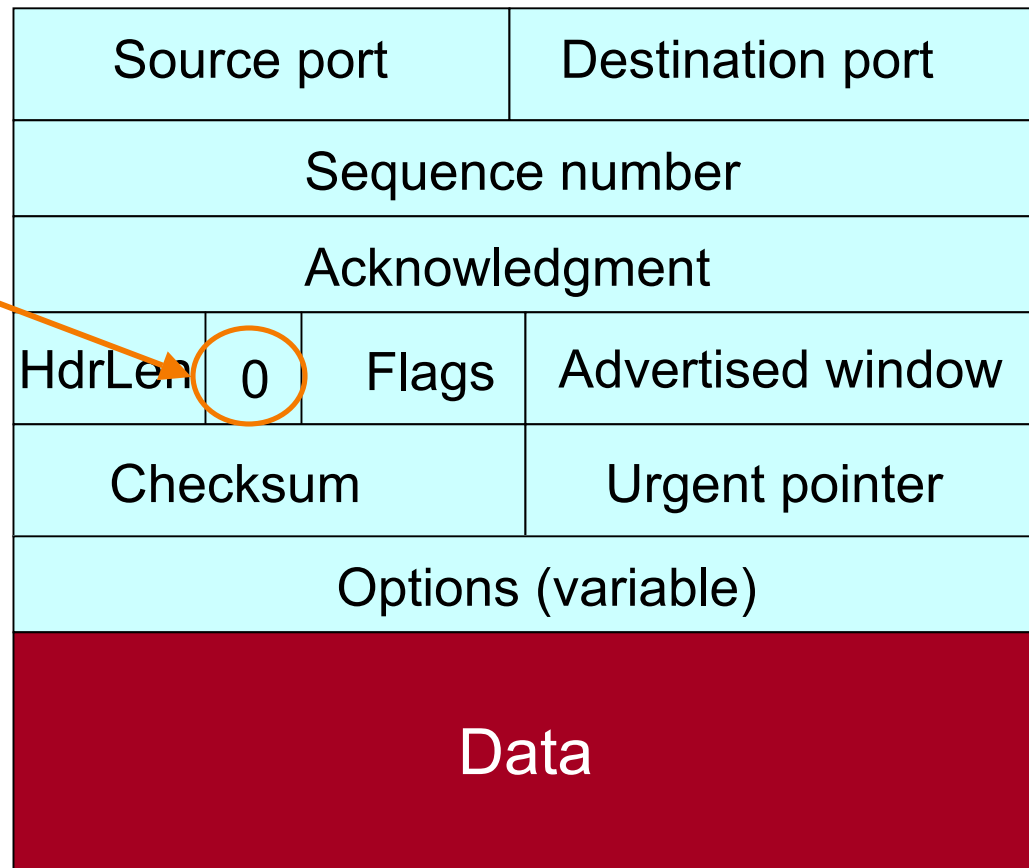 Source port Destination port
Sequence number
Acknowledgment
HdrLen 0 Flags Advertised window
Checksum Urgent pointer
Options (variable)
Data